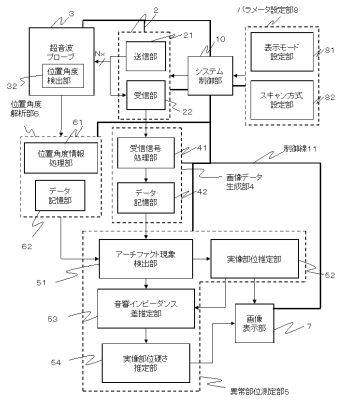 3
2
パラメータ設定部8
超音波
プローブ
位置角度
検出部
32
N×
21
送信部
受信部
22
10
システム
制御部
表示モード
設定部
81
スキャン方式
設定部
82
位置角度
解析部6
61
位置角度情報
処理部
データ
記憶部
62
受信信号
処理部
41
データ
記憶部
42
制御線11
画像データ
生成部4
アーチファクト現象
検出部
51
実像部位推定部
52
音響インピーダンス
差推定部
53
画像
表示部
7
実像部位硬さ
推定部
54
異常部位測定部5